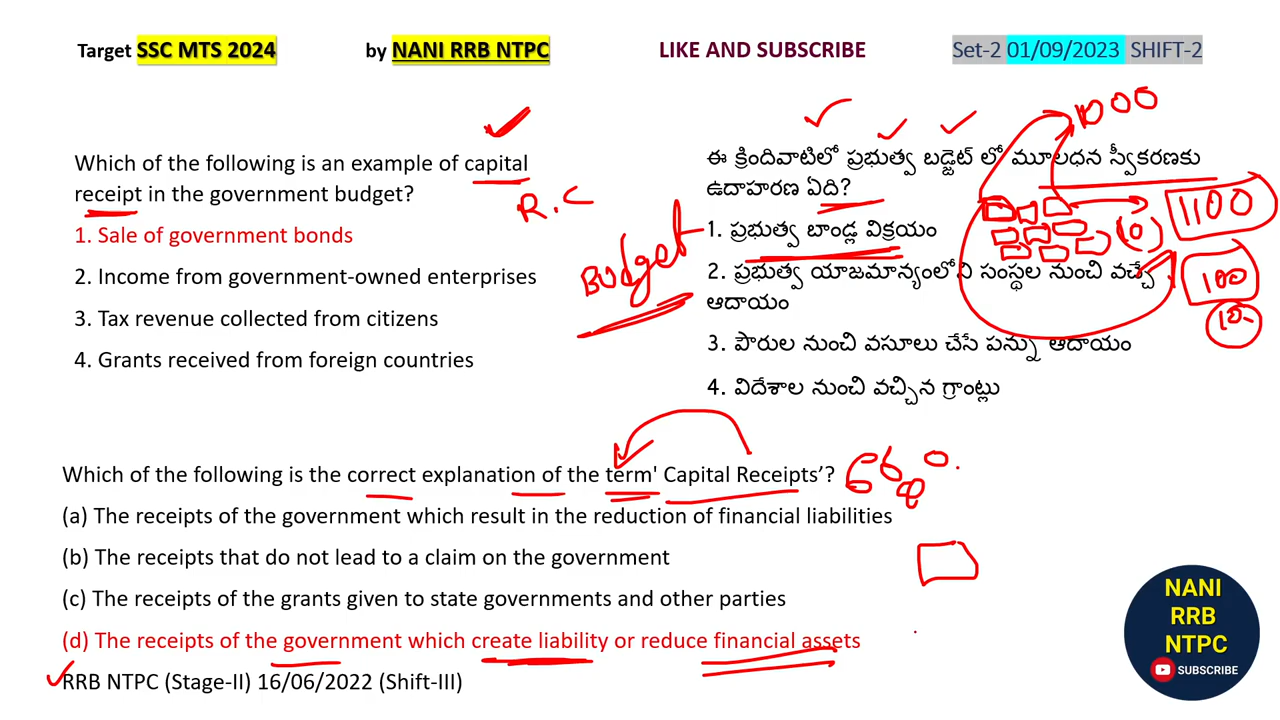 Target SSC MTS 2024 by NANI RRB NTPC LIKE AND SUBSCRIBE Set-2 01/09/2023 SHIFT-2
Which of the following is an example of capital
receipt in the government budget?
1. Sale of government bonds
2. Income from government-owned enterprises
3. Tax revenue collected from citizens
4. Grants received from foreign countries
R.C
Budget
ఈ క్రిందివాటిలో ప్రభుత్వ బడ్జెట్ లో మూలధన స్వీకరణకు
ఉదాహరణ ఏది?
1. ప్రభుత్వ బాండ్ల విక్రయం
2. ప్రభుత్వ యాజమాన్యంలోని సంస్థల నుంచి వచ్చే
ఆదాయం
3. పౌరుల నుంచి వసూలు చేసే పన్ను ఆదాయం
4. విదేశాల నుంచి వచ్చిన గ్రాంట్లు
1000
1100
10
100
Which of the following is the correct explanation of the term' Capital Receipts’?
(a) The receipts of the government which result in the reduction of financial liabilities
(b) The receipts that do not lead to a claim on the government
(c) The receipts of the grants given to state governments and other parties
(d) The receipts of the government which create liability or reduce financial assets
RRB NTPC (Stage-II) 16/06/2022 (Shift-III)
NANI
RRB
NTPC
SUBSCRIBE